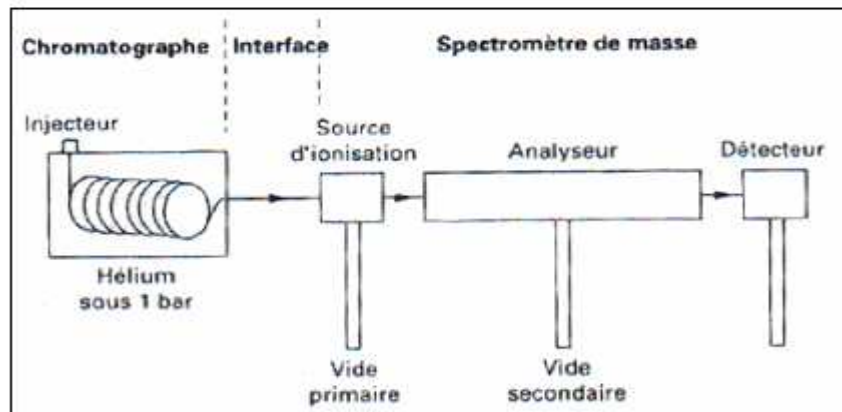 Chromatographe
Interface
Spectromètre de masse
Injecteur
Source
d'ionisation
Analyseur
Détecteur
Hélium
sous 1 bar
Vide
primaire
Vide
secondaire